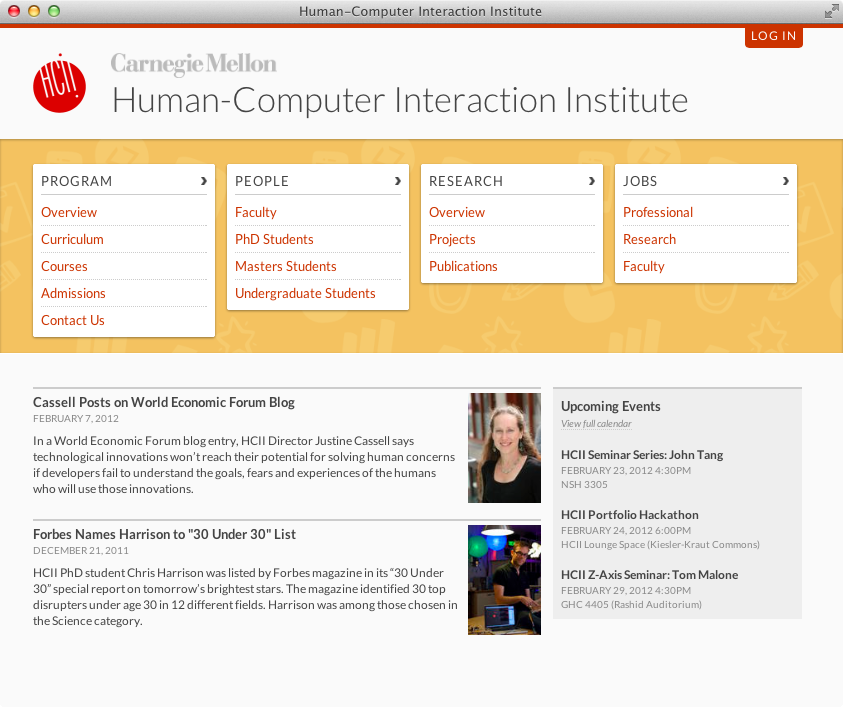 Human-Computer Interaction Institute
LOG IN
HCII
Carnegie Mellon
Human-Computer Interaction Institute
PROGRAM
Overview
Curriculum
Courses
Admissions
Contact Us
PEOPLE
Faculty
PhD Students
Masters Students
Undergraduate Students
RESEARCH
Overview
Projects
Publications
JOBS
Professional
Research
Faculty
Cassell Posts on World Economic Forum Blog
FEBRUARY 7, 2012
In a World Economic Forum blog entry, HCII Director Justine Cassell says
technological innovations won’t reach their potential for solving human concerns
if developers fail to understand the goals, fears and experiences of the humans
who will use those innovations.
Forbes Names Harrison to "30 Under 30" List
DECEMBER 21, 2011
HCII PhD student Chris Harrison was listed by Forbes magazine in its “30 Under
30” special report on tomorrow’s brightest stars. The magazine identified 30 top
disrupters under age 30 in 12 different fields. Harrison was among those chosen in
the Science category.
Upcoming Events
View full calendar
HCII Seminar Series: John Tang
FEBRUARY 23, 2012 4:30PM
NSH 3305
HCII Portfolio Hackathon
FEBRUARY 24, 2012 6:00PM
HCII Lounge Space (Kiesler-Kraut Commons)
HCII Z-Axis Seminar: Tom Malone
FEBRUARY 29, 2012 4:30PM
GHC 4405 (Rashid Auditorium)